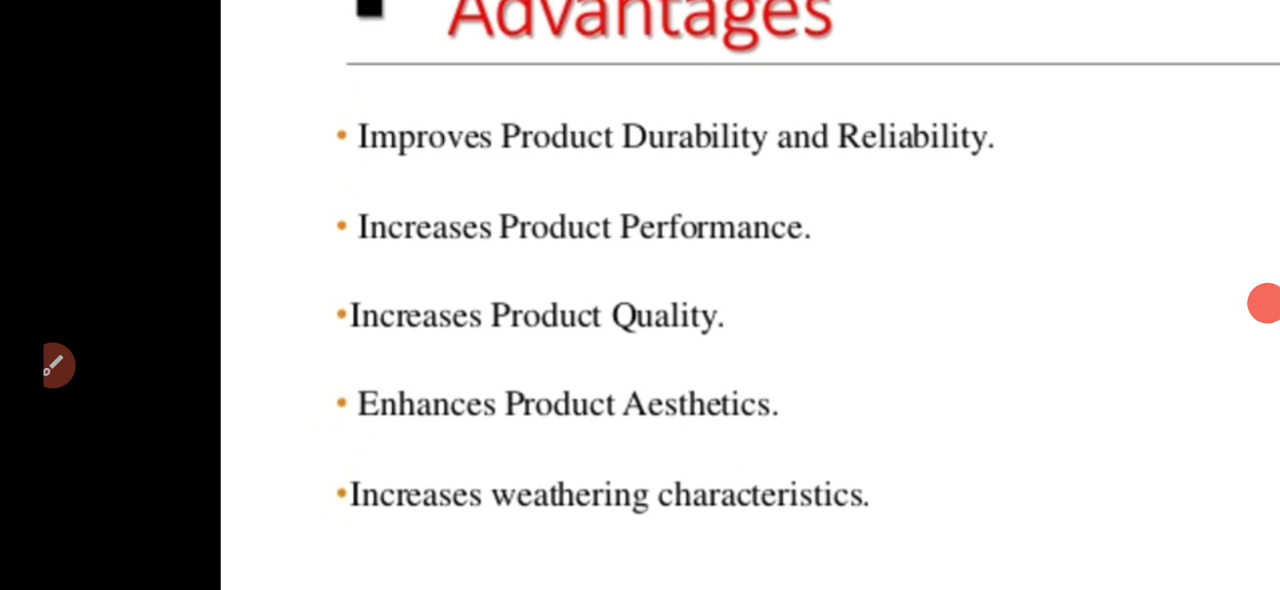 Advantages
• Improves Product Durability and Reliability.
• Increases Product Performance.
•Increases Product Quality.
• Enhances Product Aesthetics.
•Increases weathering characteristics.